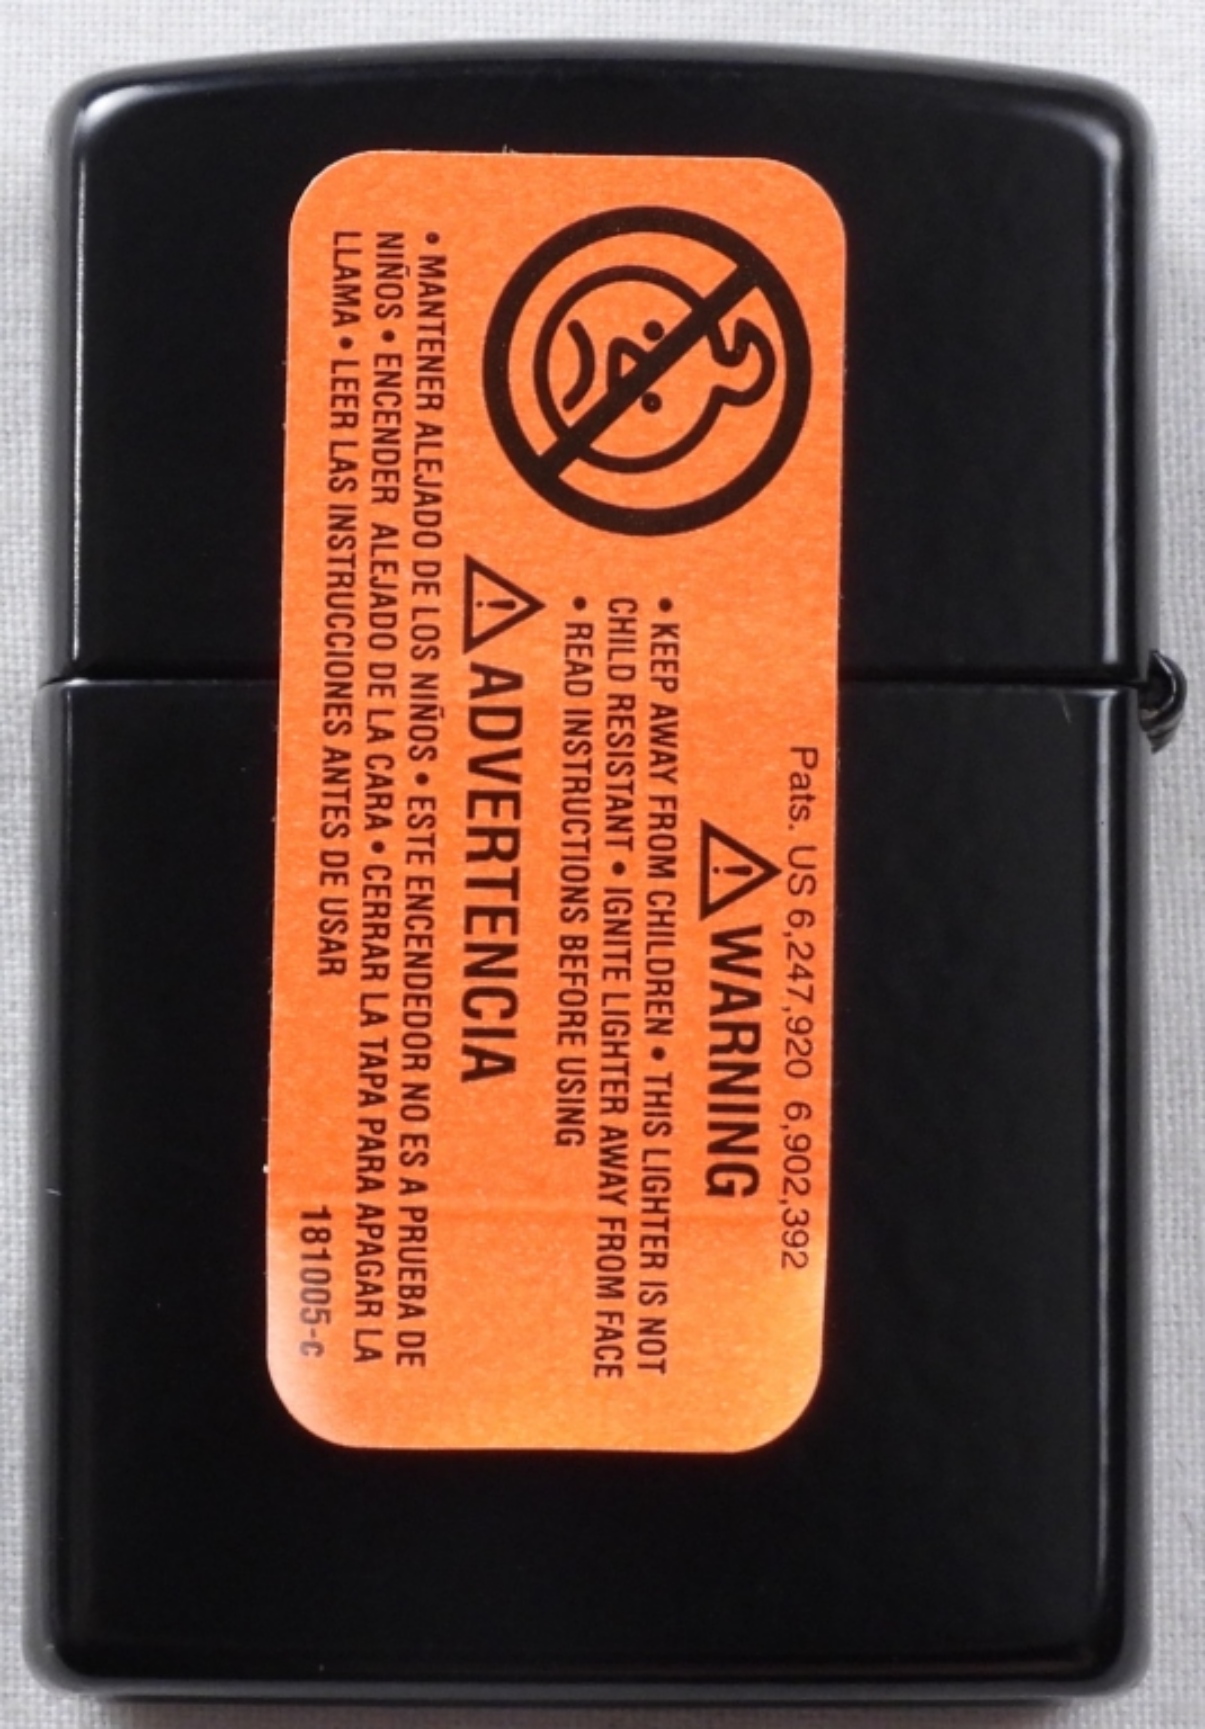 Pats. US 6,247,920 6,902,392
WARNING
• KEEP AWAY FROM CHILDREN • THIS LIGHTER IS NOT
CHILD RESISTANT • IGNITE LIGHTER AWAY FROM FACE
• READ INSTRUCTIONS BEFORE USING
ADVERTENCIA
• MANTENER ALEJADO DE LOS NIÑOS • ESTE ENCENDEDOR NO ES A PRUEBA DE
NIÑOS • ENCENDER ALEJADO DE LA CARA • CERRAR LA TAPA PARA APAGAR LA
LLAMA • LEER LAS INSTRUCCIONES ANTES DE USAR
181005-c